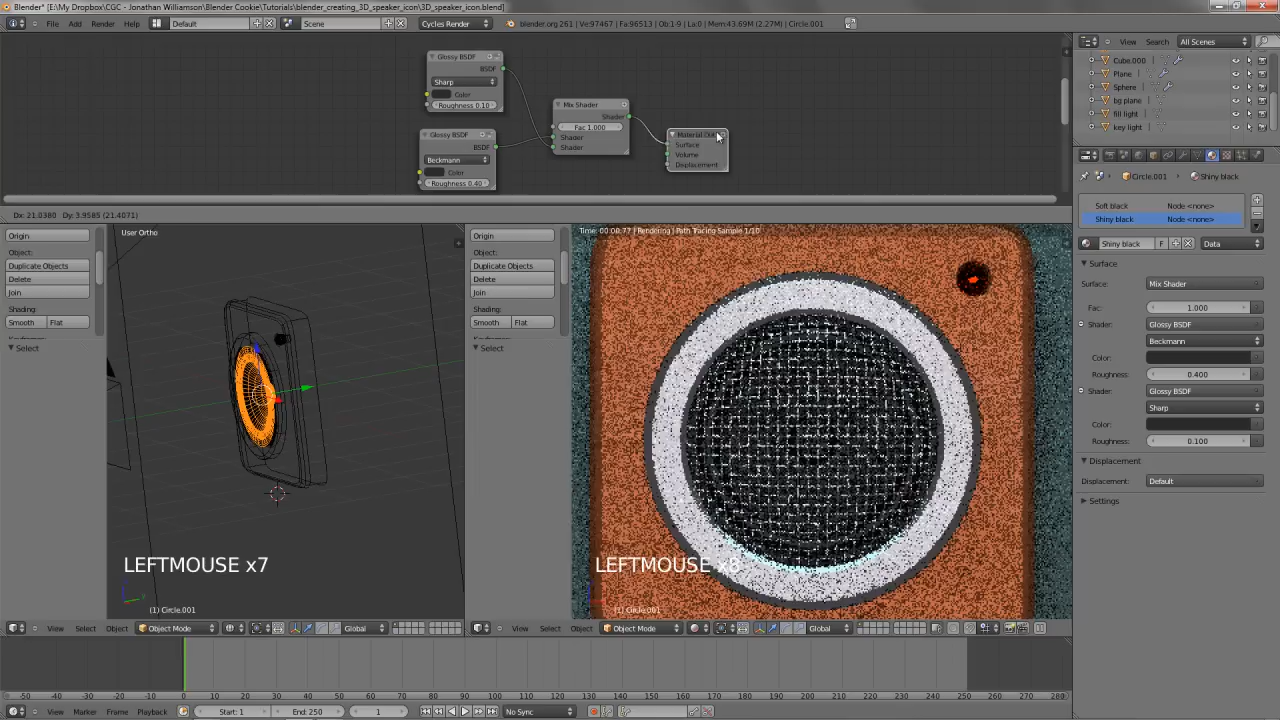 Blender* [E:\My Dropbox\CGC - Jonathan Williamson\Blender Cookie\Tutorials\blender_creating_3D_speaker_icon\3D_speaker_icon.blend]
File Add Render Help Default Scene Cycles Render blender.org 261 | Ve:97467 | Fa:96513 | Ob:1-9 | La:0 | Mem:43.69M (2.27M) | Circle.001
View Search All Scenes
Cube.000
Plane
Sphere
bg plane
fill light
key light
Glossy BSDF
BSDF
Sharp
Color
Roughness 0.10
Glossy BSDF
BSDF
Beckmann
Color
Roughness 0.40
Mix Shader
Shader
Fac 1.000
Shader
Shader
Surface
Volume
Displacement
Circle.001 Shiny black
Soft black Node <none>
Shiny black Node <none>
Shiny black F Data
Surface
Surface: Mix Shader
Fac: 1.000
Shader: Glossy BSDF
Beckmann
Color:
Roughness: 0.400
Shader: Glossy BSDF
Sharp
Color:
Roughness: 0.100
Displacement
Displacement: Default
Settings
Dx: 21.0380 Dy: 3.9585 (21.4071)
Origin
Object:
Duplicate Objects
Delete
Join
Shading:
Smooth Flat
Select
User Ortho
LEFTMOUSE x7
(1) Circle.001
View Select Object Object Mode Global
Origin
Object:
Duplicate Objects
Delete
Join
Shading:
Smooth Flat
Select
Time: 00:00.77 | Rendering | Path Tracing Sample 1/10
LEFTMOUSE x8
(1) Circle.001
View Select Object Object Mode Global
-50 -40 -30 -20 -10 0 10 20 30 40 50 60 70 80 90 100 110 120 130 140 150 160 170 180 190 200 210 220 230 240 250 260 270 280
View Marker Frame Playback Start: 1 End: 250 1 No Sync